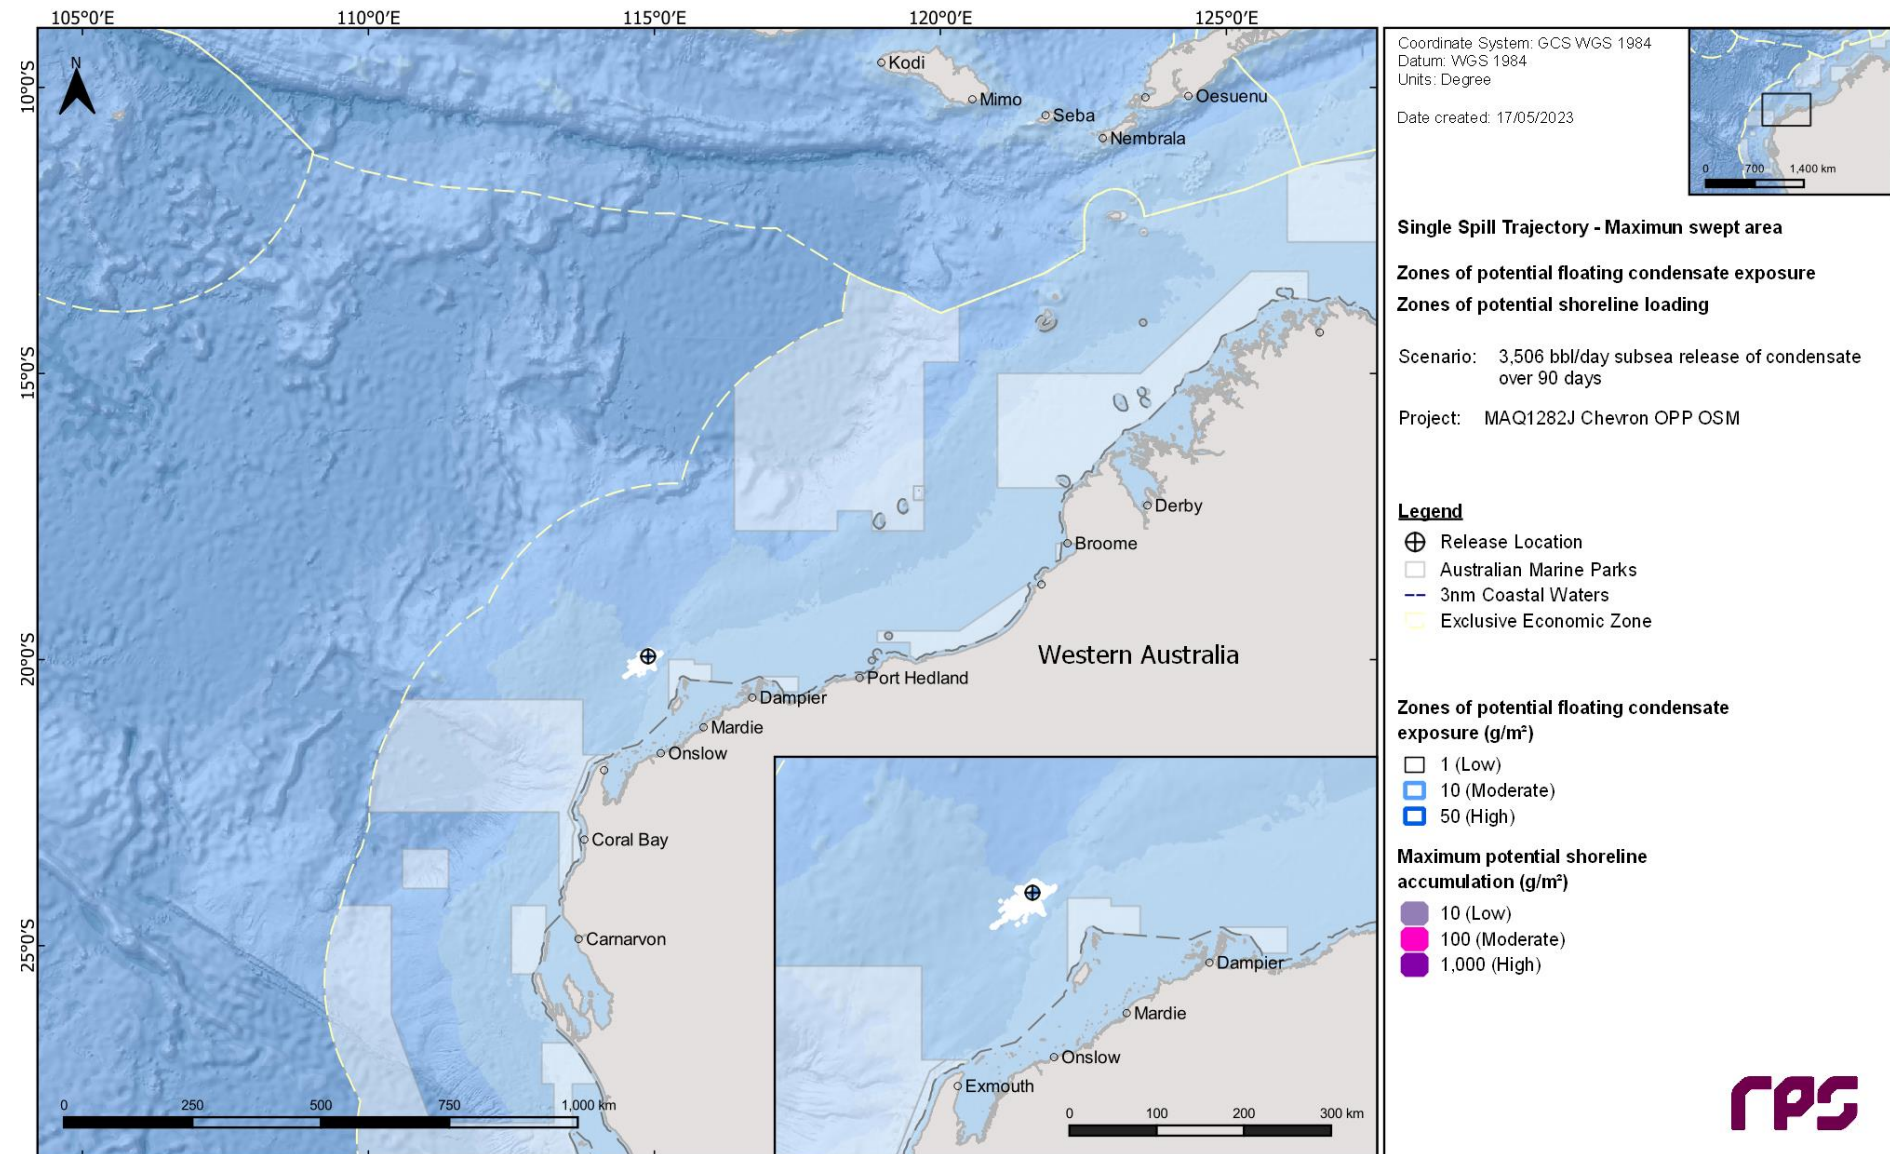 105°0′E 110°0′E 115°0′E 120°0′E 125°0′E
10°0′S
15°0′S
20°0′S
25°0′S
N
Kodi
Mimo
Seba
Oesuenu
Nembrala
Derby
Broome
Western Australia
Port Hedland
Dampier
Mardie
Onslow
Coral Bay
Carnarvon
0 250 500 750 1,000 km
Dampier
Mardie
Onslow
Exmouth
0 100 200 300 km
Coordinate System: GCS WGS 1984
Datum: WGS 1984
Units: Degree
Date created: 17/05/2023
0 700 1,400 km
Single Spill Trajectory - Maximun swept area
Zones of potential floating condensate exposure
Zones of potential shoreline loading
Scenario: 3,506 bbl/day subsea release of condensate
over 90 days
Project: MAQ1282J Chevron OPP OSM
Legend
Release Location
Australian Marine Parks
3nm Coastal Waters
Exclusive Economic Zone
Zones of potential floating condensate
exposure (g/m²)
1 (Low)
10 (Moderate)
50 (High)
Maximum potential shoreline
accumulation (g/m²)
10 (Low)
100 (Moderate)
1,000 (High)
rps